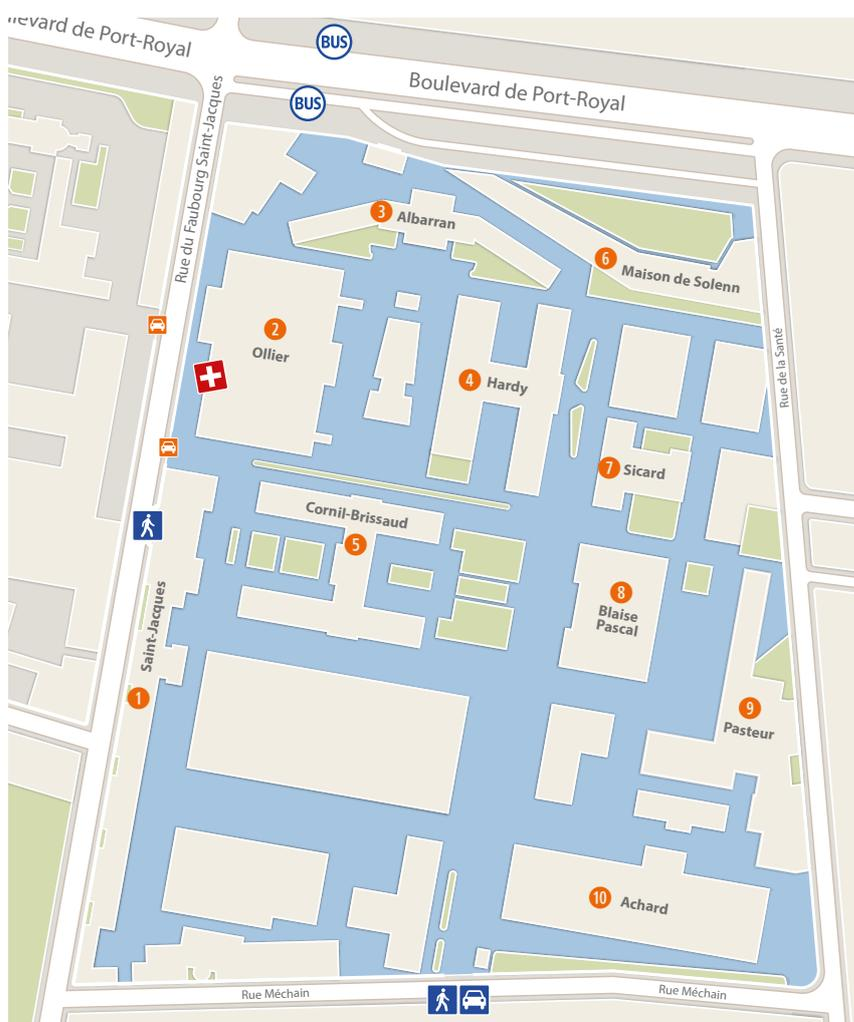 levard de Port-Royal
BUS
BUS
Boulevard de Port-Royal
Rue du Faubourg Saint-Jacques
3 Albarran
6 Maison de Solenn
2
Ollier
4 Hardy
Rue de la Santé
7 Sicard
Cornil-Brissaud
5
8
Blaise
Pascal
Saint-Jacques
1
9
Pasteur
10 Achard
Rue Méchain
Rue Méchain